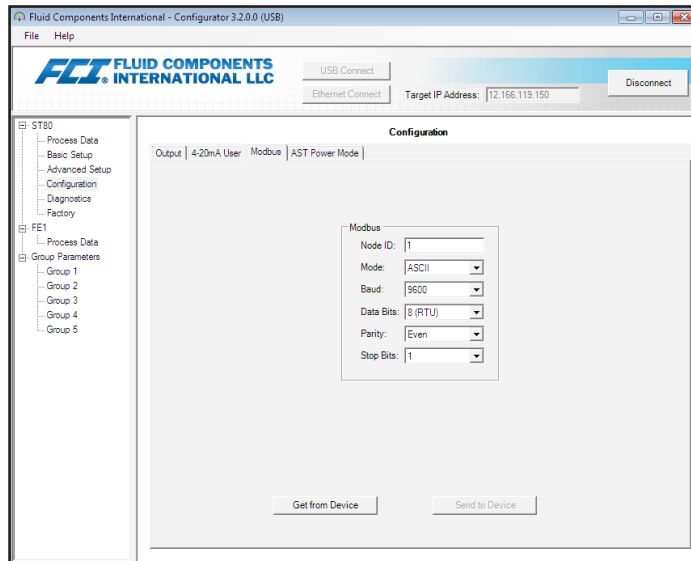 Fluid Components International - Configurator 3.2.0.0 (USB)
File Help
FCI. FLUID COMPONENTS
INTERNATIONAL LLC
USB Connect
Ethernet Connect
Target IP Address: 12.166.119.150
Disconnect
ST80
Process Data
Basic Setup
Advanced Setup
Configuration
Diagnostics
Factory
FE1
Process Data
Group Parameters
Group 1
Group 2
Group 3
Group 4
Group 5
Configuration
Output 4-20mA User Modbus AST Power Mode
Modbus
Node ID: 1
Mode: ASCII
Baud: 9600
Data Bits: 8 (RTU)
Parity: Even
Stop Bits: 1
Get from Device Send to Device